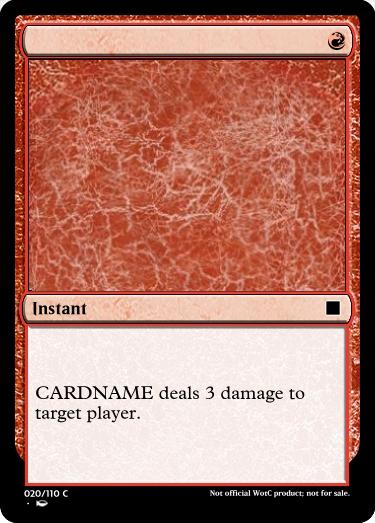 Instant
CARDNAME deals 3 damage to
target player.
020/110 C
Not official WotC product; not for sale.